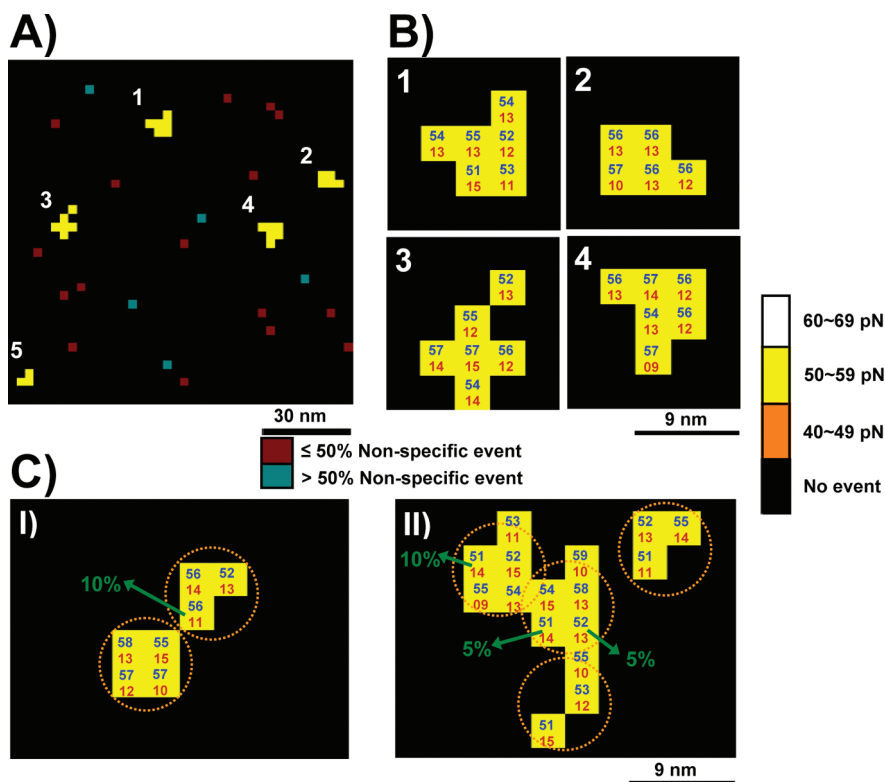 A)
B)
1
2
3
4
5
30 nm
≤ 50% Non-specific event
> 50% Non-specific event
1
54
13
54 55 52
13 13 12
51 53
15 11
2
56 56
13 13
57 56 56
10 13 12
3
52
13
55
12
57 57 56
14 15 12
54
14
4
56 57 56
13 14 12
54 56
13 12
57
09
9 nm
60~69 pN
50~59 pN
40~49 pN
No event
C)
I)
10%
56 52
14 13
56
11
58 55
13 15
57 57
12 10
II)
53
11
52 55
13 14
10%
51 52
14 15
59
10
51
11
55 54
09 13
54 58
15 13
5%
51 52
14 13
5%
55
10
53
12
51
15
9 nm